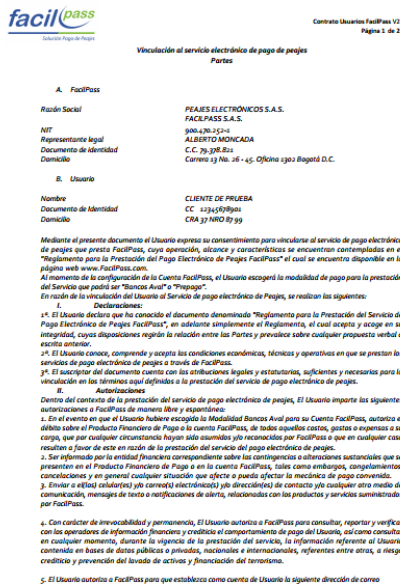 facilpass
Solución Pago de Peajes
Contrato Usuarios FacilPass V2
Página 1 de 2
Vinculación al servicio electrónico de pago de peajes
Partes
A. FacilPass
Razón Social PEAJES ELECTRÓNICOS S.A.S.
FACILPASS S.A.S.
NIT 900.470.252-1
Representante legal ALBERTO MONCADA
Documento de identidad C.C. 79.378.821
Domicilio Carrera 13 No. 26 - 45. Oficina 1302 Bogotá D.C.
B. Usuario
Nombre CLIENTE DE PRUEBA
Documento de Identidad CC 12345678901
Domicilio CRA 37 NRO 87 99
Mediante el presente documento el Usuario expresa su consentimiento para vincularse al servicio de pago electrónico
de peajes que presta FacilPass, cuya operación, alcance y características se encuentran contempladas en el
"Reglamento para la Prestación del Pago Electrónico de Peajes FacilPass" el cual se encuentra disponible en la
página web www.FacilPass.com.
Al momento de la configuración de la Cuenta FacilPass, el Usuario escogerá la modalidad de pago para la prestación
del Servicio que podrá ser "Bancos Aval" o "Prepago".
En razón de la vinculación del Usuario al Servicio de pago electrónico de Peajes, se realizan las siguientes:
I. Declaraciones:
1ª. El Usuario declara que ha conocido el documento denominado "Reglamento para la Prestación del Servicio de
Pago Electrónico de Peajes FacilPass", en adelante simplemente el Reglamento, el cual acepta y acoge en su
integridad, cuyas disposiciones regirán la relación entre las Partes y prevalece sobre cualquier propuesta verbal o
escrita anterior.
2ª. El Usuario conoce, comprende y acepta las condiciones económicas, técnicas y operativas en que se prestan los
servicios de pago electrónico de peajes a través de FacilPass.
3ª. El suscriptor del documento cuenta con las atribuciones legales y estatutarias, suficientes y necesarias para la
vinculación en los términos aquí definidos a la prestación del servicio de pago electrónico de peajes.
II. Autorizaciones
Dentro del contexto de la prestación del servicio de pago electrónico de peajes, El Usuario imparte las siguientes
autorizaciones a FacilPass de manera libre y espontánea:
1. En el evento en que el Usuario hubiere escogido la Modalidad Bancos Aval para su Cuenta FacilPass, autoriza el
débito sobre el Producto Financiero de Pago o la cuenta FacilPass, de todos aquellos costos, gastos o expensas a su
cargo, que por cualquier circunstancia hayan sido asumidos y/o reconocidos por FacilPass o que en cualquier caso
resulten a favor de este en razón de la prestación del servicio del pago electrónico de peajes.
2. Ser informado por la entidad financiera correspondiente sobre las contingencias o alteraciones sustanciales que se
presenten en el Producto Financiero de Pago o en la cuenta FacilPass, tales como embargos, congelamientos,
cancelaciones y en general cualquier situación que afecte o pueda afectar la mecánica de pago convenida.
3. Enviar a el(los) celular(es) y/o correo(s) electrónico(s) y/o dirección(es) de contacto y/o cualquier otro medio de
comunicación, mensajes de texto o notificaciones de alerta, relacionadas con los productos y servicios suministrados
por FacilPass.
4. Con carácter de irrevocabilidad y permanencia, El Usuario autoriza a FacilPass para consultar, reportar y verificar
con los operadores de información financiera y crediticia el comportamiento de pago del Usuario, así como consultar
en cualquier momento, durante la vigencia de la prestación del servicio, la información referente al Usuario
contenida en bases de datos públicas o privadas, nacionales e internacionales, referentes entre otras, a riesgo
crediticio y prevención del lavado de activos y financiación del terrorismo.
5. El Usuario autoriza a FacilPass para que establezca como cuenta de Usuario la siguiente dirección de correo